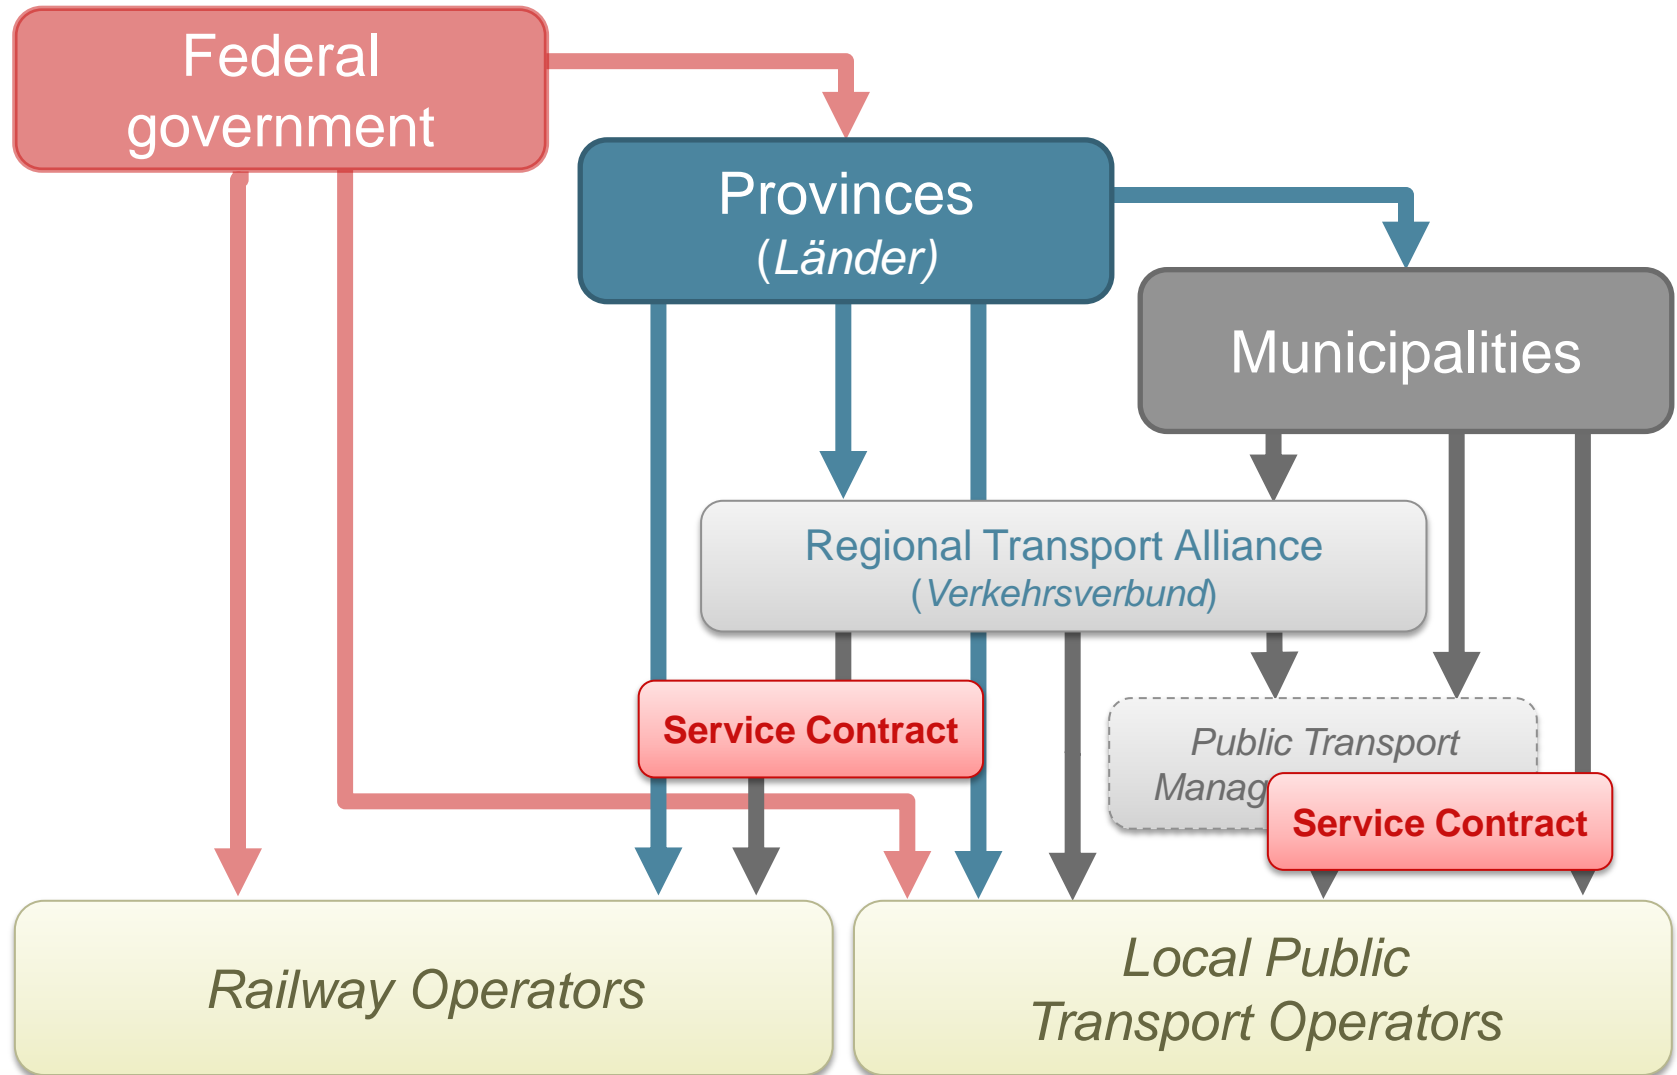 Federal
government
Provinces
(Länder)
Municipalities
Regional Transport Alliance
(Verkehrsverbund)
Service Contract
Public Transport
Service Contract
Railway Operators
Local Public
Transport Operators